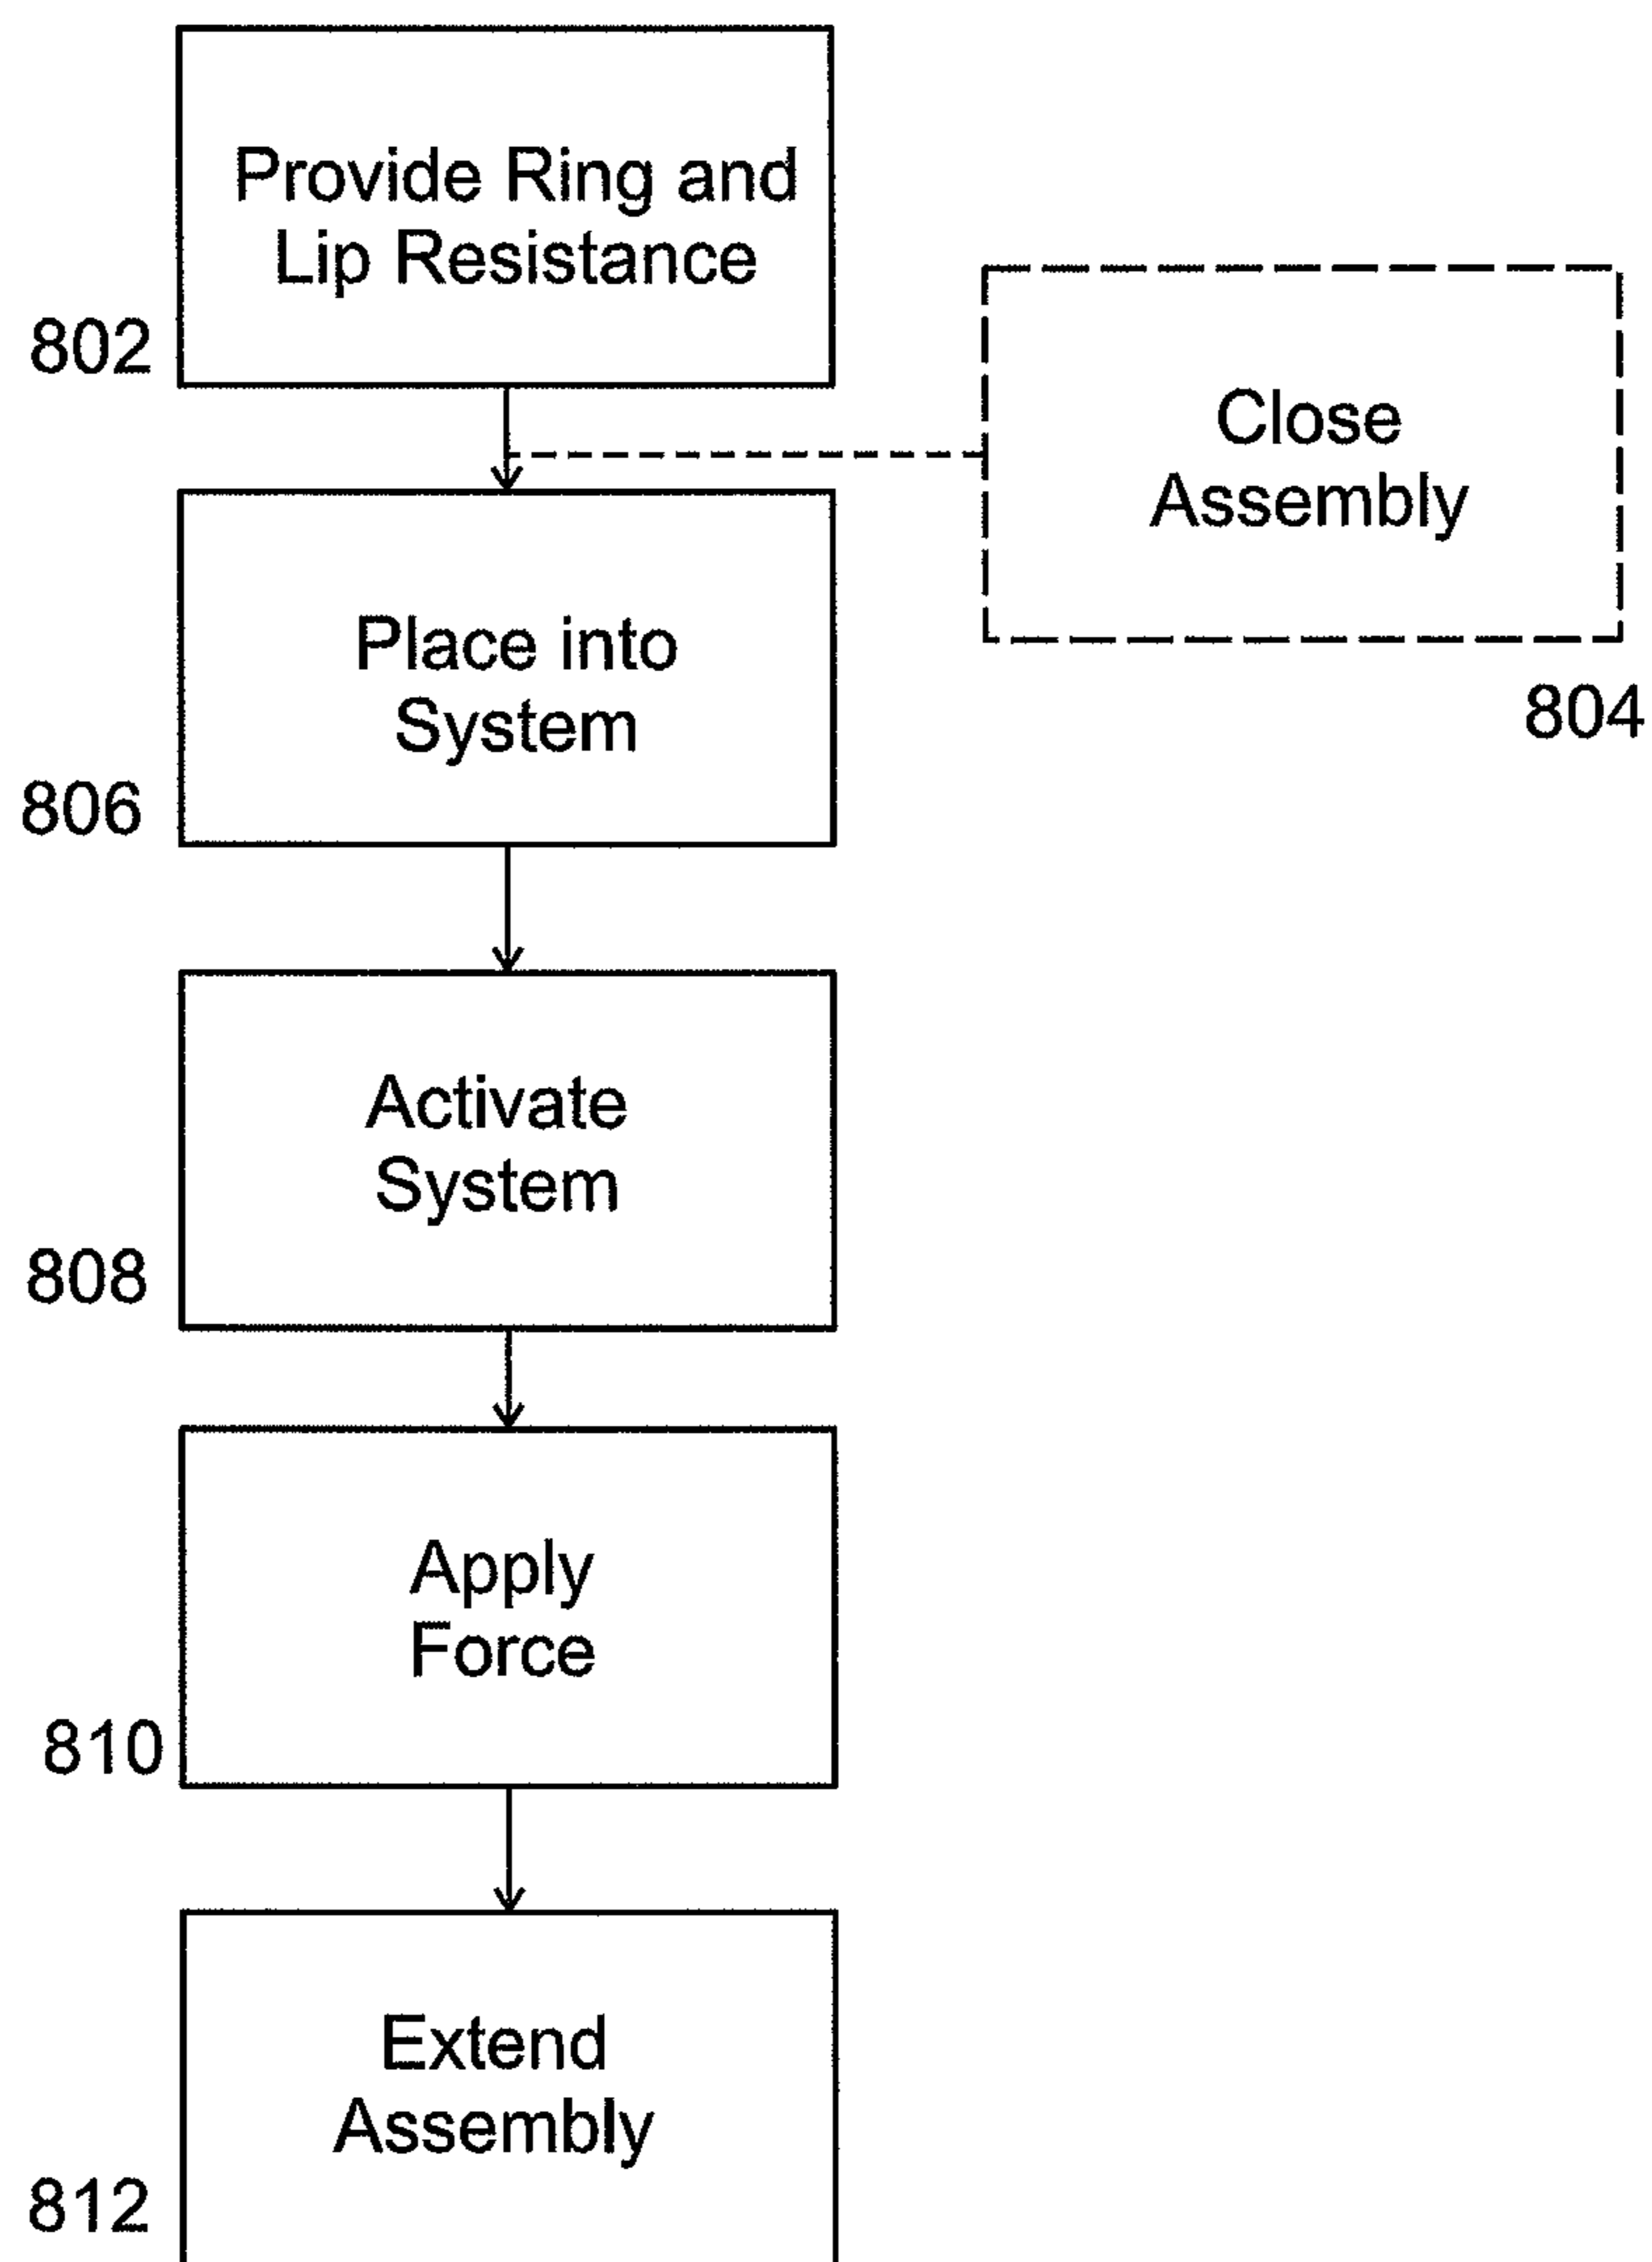 Provide Ring and
Lip Resistance
802
Close
Assembly
804
Place into
System
806
Activate
System
808
Apply
Force
810
Extend
Assembly
812